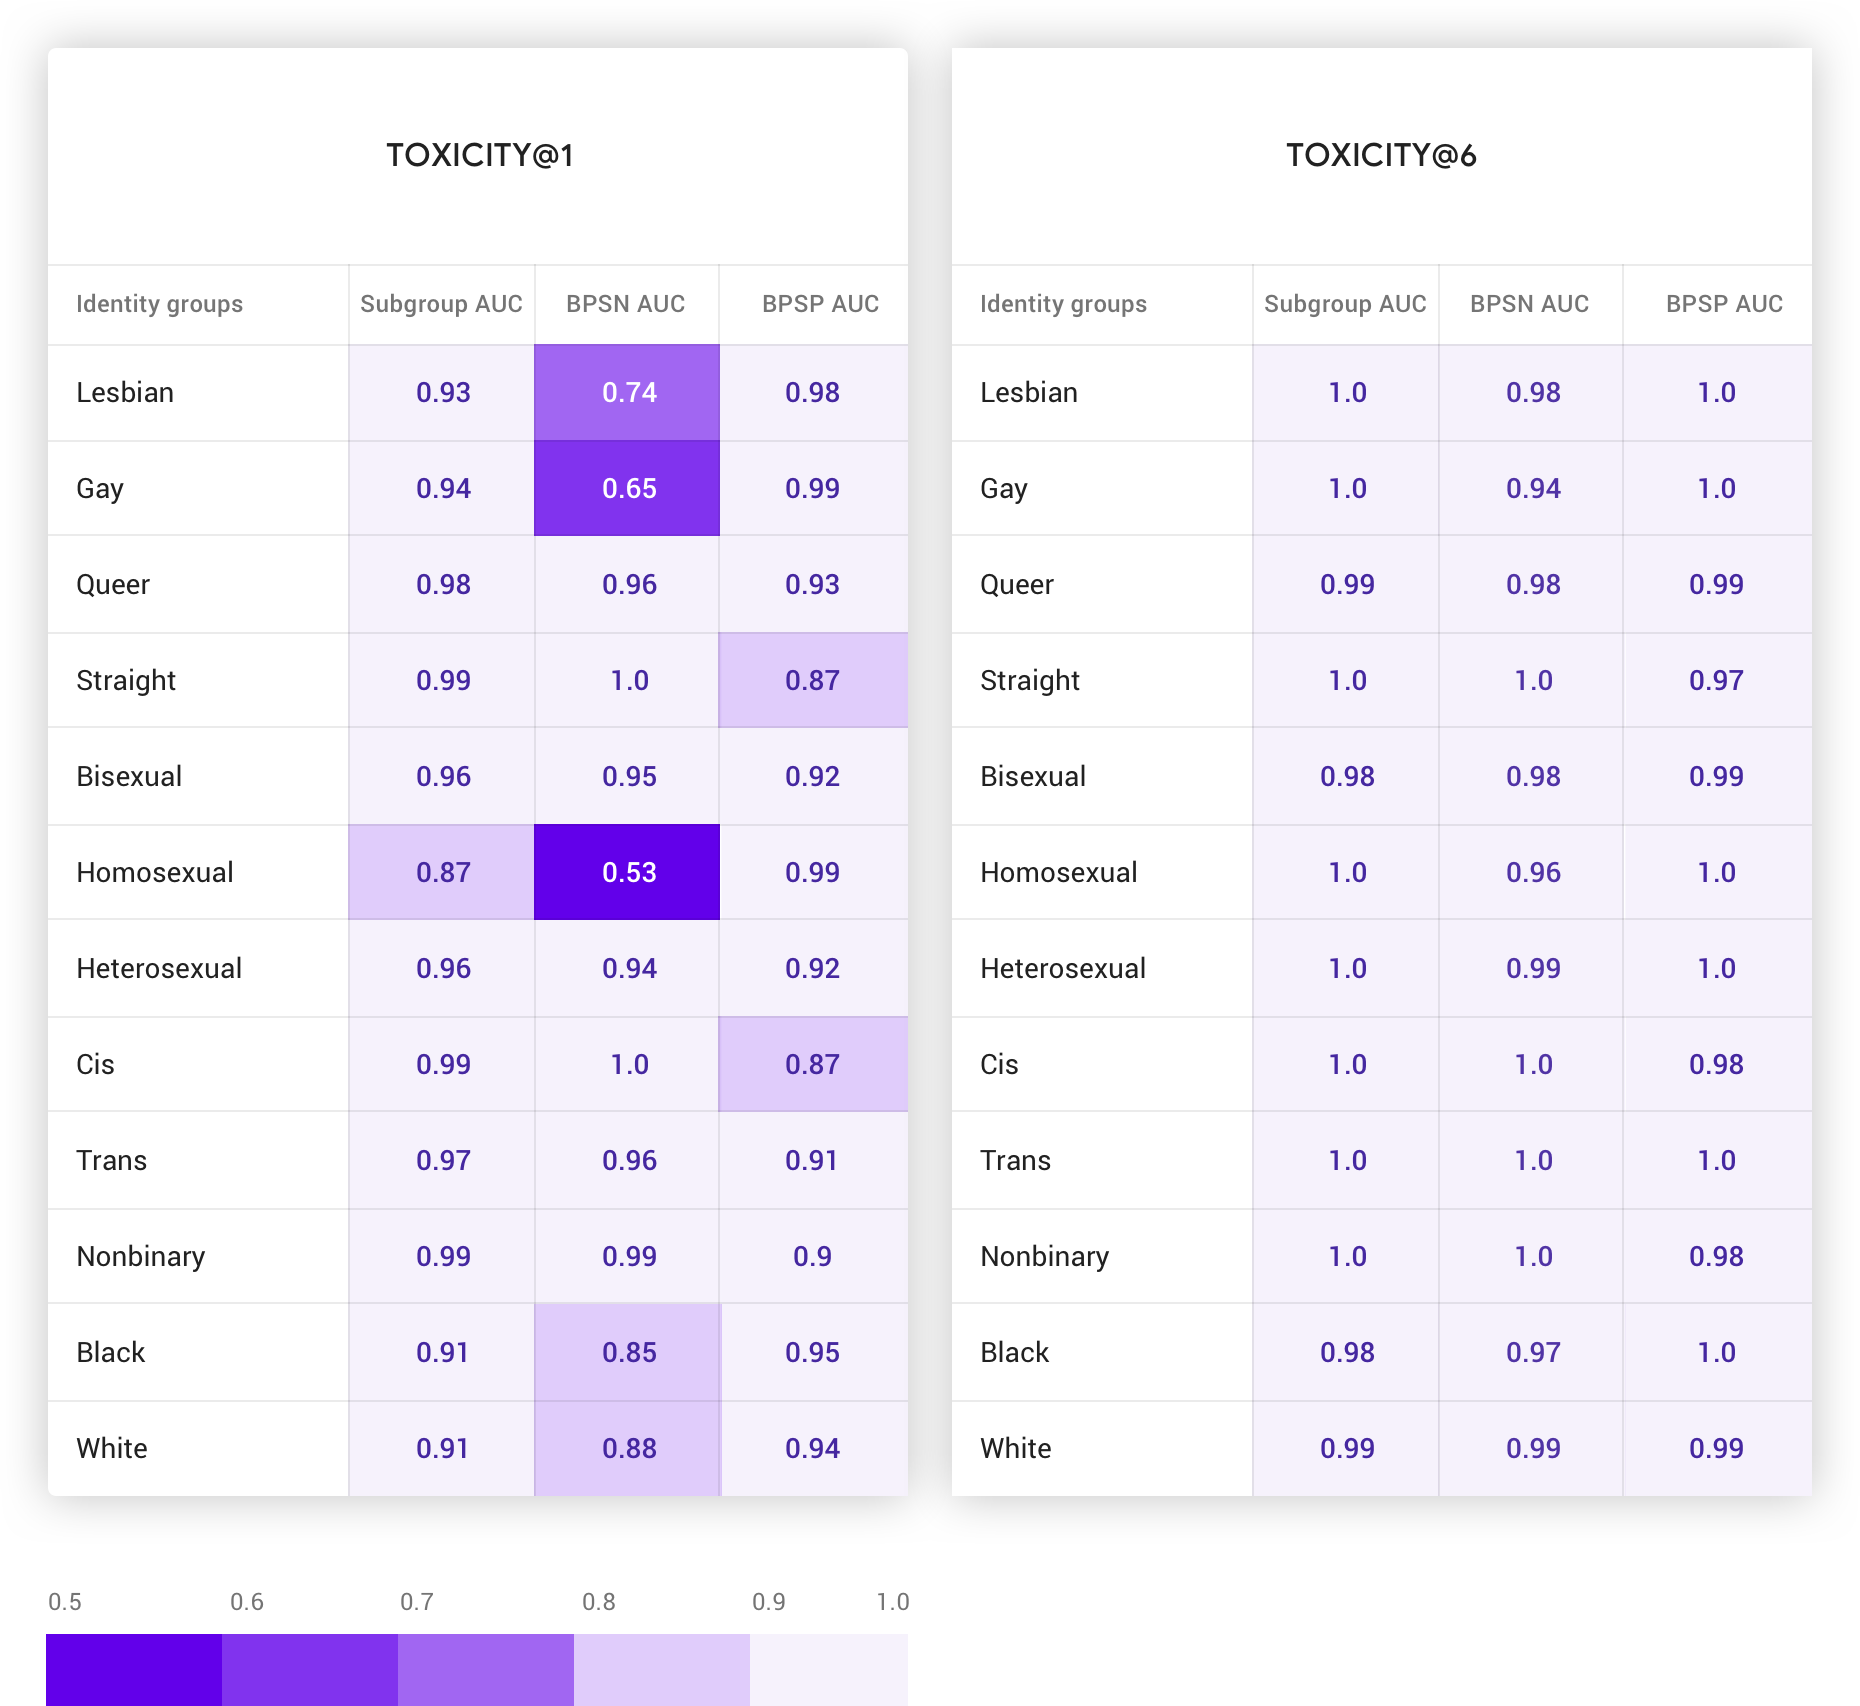 TOXICITY@1
Identity groups Subgroup AUC BPSN AUC BPSP AUC
Lesbian 0.93 0.74 0.98
Gay 0.94 0.65 0.99
Queer 0.98 0.96 0.93
Straight 0.99 1.0 0.87
Bisexual 0.96 0.95 0.92
Homosexual 0.87 0.53 0.99
Heterosexual 0.96 0.94 0.92
Cis 0.99 1.0 0.87
Trans 0.97 0.96 0.91
Nonbinary 0.99 0.99 0.9
Black 0.91 0.85 0.95
White 0.91 0.88 0.94
TOXICITY@6
Identity groups Subgroup AUC BPSN AUC BPSP AUC
Lesbian 1.0 0.98 1.0
Gay 1.0 0.94 1.0
Queer 0.99 0.98 0.99
Straight 1.0 1.0 0.97
Bisexual 0.98 0.98 0.99
Homosexual 1.0 0.96 1.0
Heterosexual 1.0 0.99 1.0
Cis 1.0 1.0 0.98
Trans 1.0 1.0 1.0
Nonbinary 1.0 1.0 0.98
Black 0.98 0.97 1.0
White 0.99 0.99 0.99
0.5 0.6 0.7 0.8 0.9 1.0